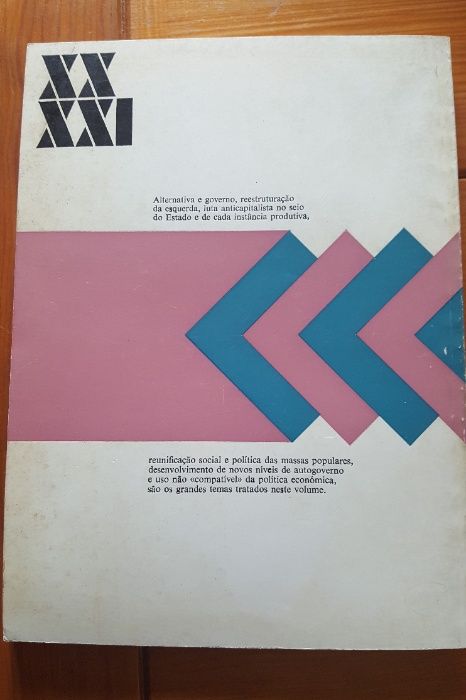 XX
XXI
Alternativa e governo, reestruturação
da esquerda, luta anticapitalista no seio
do Estado e de cada instância produtiva,
reunificação social e política das massas populares,
desenvolvimento de novos níveis de autogoverno
e uso não «compatível» da política económica,
são os grandes temas tratados neste volume.